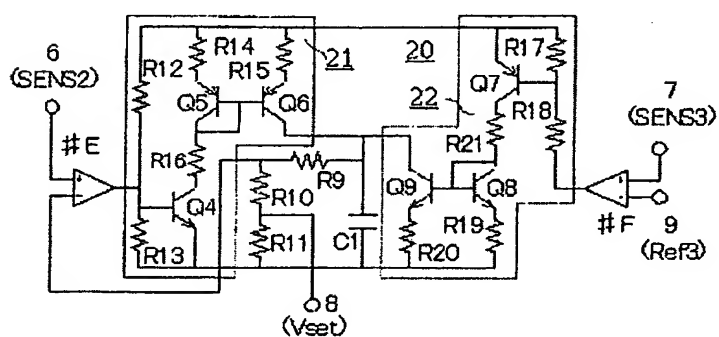 6
(SENS2)
#E
R12
R14
R15
21
20
Q5
Q6
22
Q7
R17
R18
7
(SENS3)
R16
R21
Q4
R9
Q9
Q8
R10
R13
R11
C1
R20
R19
#F
9
(Ref3)
8
(Vset)